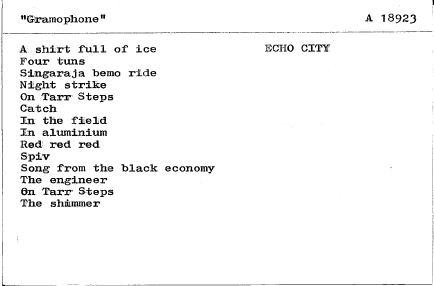 "Gramophone" A 18923
A shirt full of ice ECHO CITY
Four tuns
Singaraja bemo ride
Night strike
On Tarr Steps
Catch
In the field
In aluminium
Red red red
Spiv
Song from the black economy
The engineer
On Tarr Steps
The shimmer